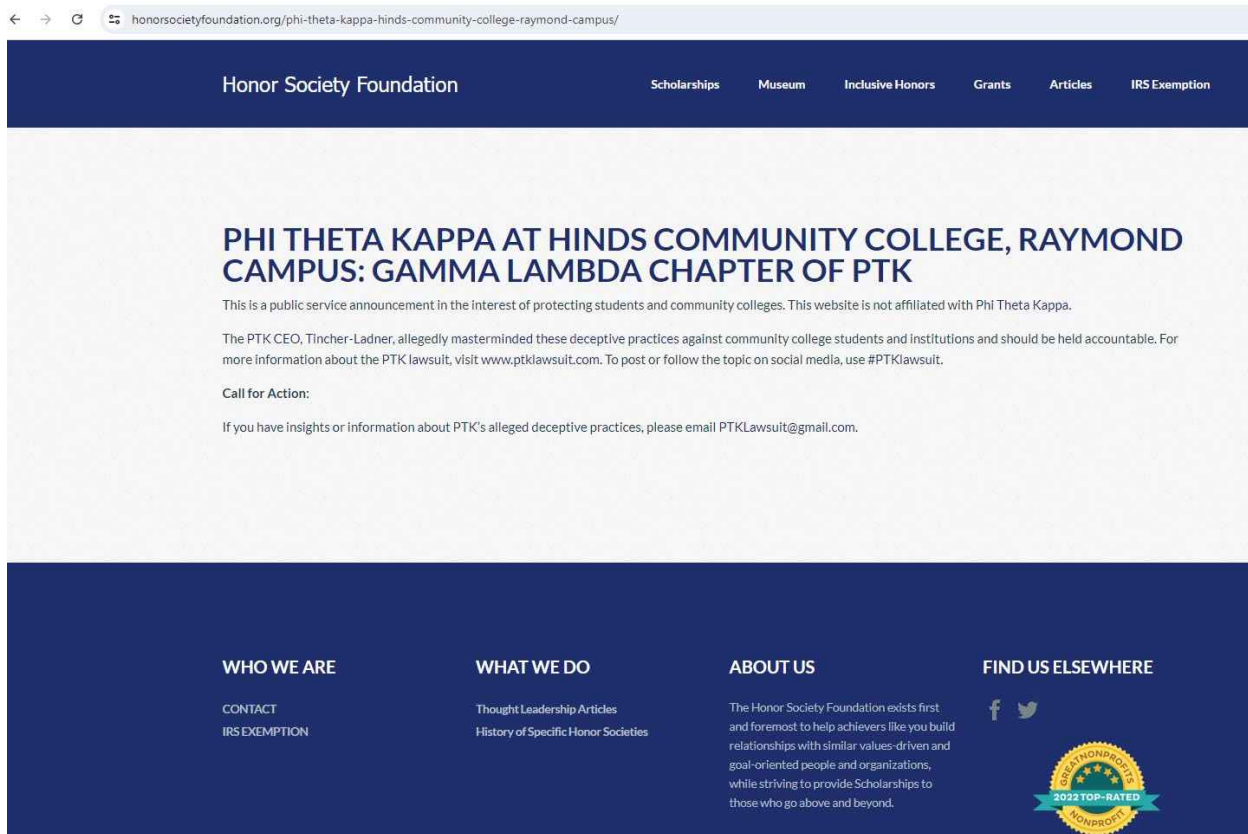 honorsocietyfoundation.org/phi-theta-kappa-hinds-community-college-raymond-campus/
Honor Society Foundation
Scholarships Museum Inclusive Honors Grants Articles IRS Exemption
PHI THETA KAPPA AT HINDS COMMUNITY COLLEGE, RAYMOND
CAMPUS: GAMMA LAMBDA CHAPTER OF PTK
This is a public service announcement in the interest of protecting students and community colleges. This website is not affiliated with Phi Theta Kappa.
The PTK CEO, Tincher-Ladner, allegedly masterminded these deceptive practices against community college students and institutions and should be held accountable. For
more information about the PTK lawsuit, visit www.ptklawsuit.com. To post or follow the topic on social media, use #PTKlawsuit.
Call for Action:
If you have insights or information about PTK's alleged deceptive practices, please email PTKLawsuit@gmail.com.
WHO WE ARE
CONTACT
IRS EXEMPTION
WHAT WE DO
Thought Leadership Articles
History of Specific Honor Societies
ABOUT US
The Honor Society Foundation exists first
and foremost to help achievers like you build
relationships with similar values-driven and
goal-oriented people and organizations,
while striving to provide Scholarships to
those who go above and beyond.
FIND US ELSEWHERE
GREATNONPROFITS
2022 TOP-RATED
NONPROFIT